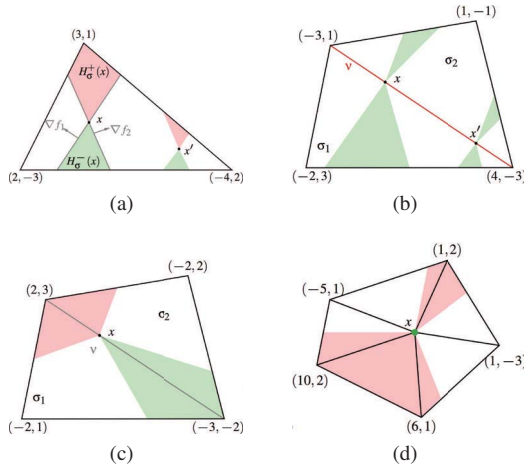 (3, 1)
H_σ^+(x)
x
∇f₁
∇f₂
H_σ^−(x)
x′
(2, −3)
(−4, 2)
(a)
(1, −1)
(−3, 1)
ν
σ₂
x
x′
σ₁
(−2, 3)
(4, −3)
(b)
(−2, 2)
(2, 3)
σ₂
x
ν
σ₁
(−2, 1)
(−3, −2)
(c)
(1, 2)
(−5, 1)
x
(1, −3)
(10, 2)
(6, 1)
(d)